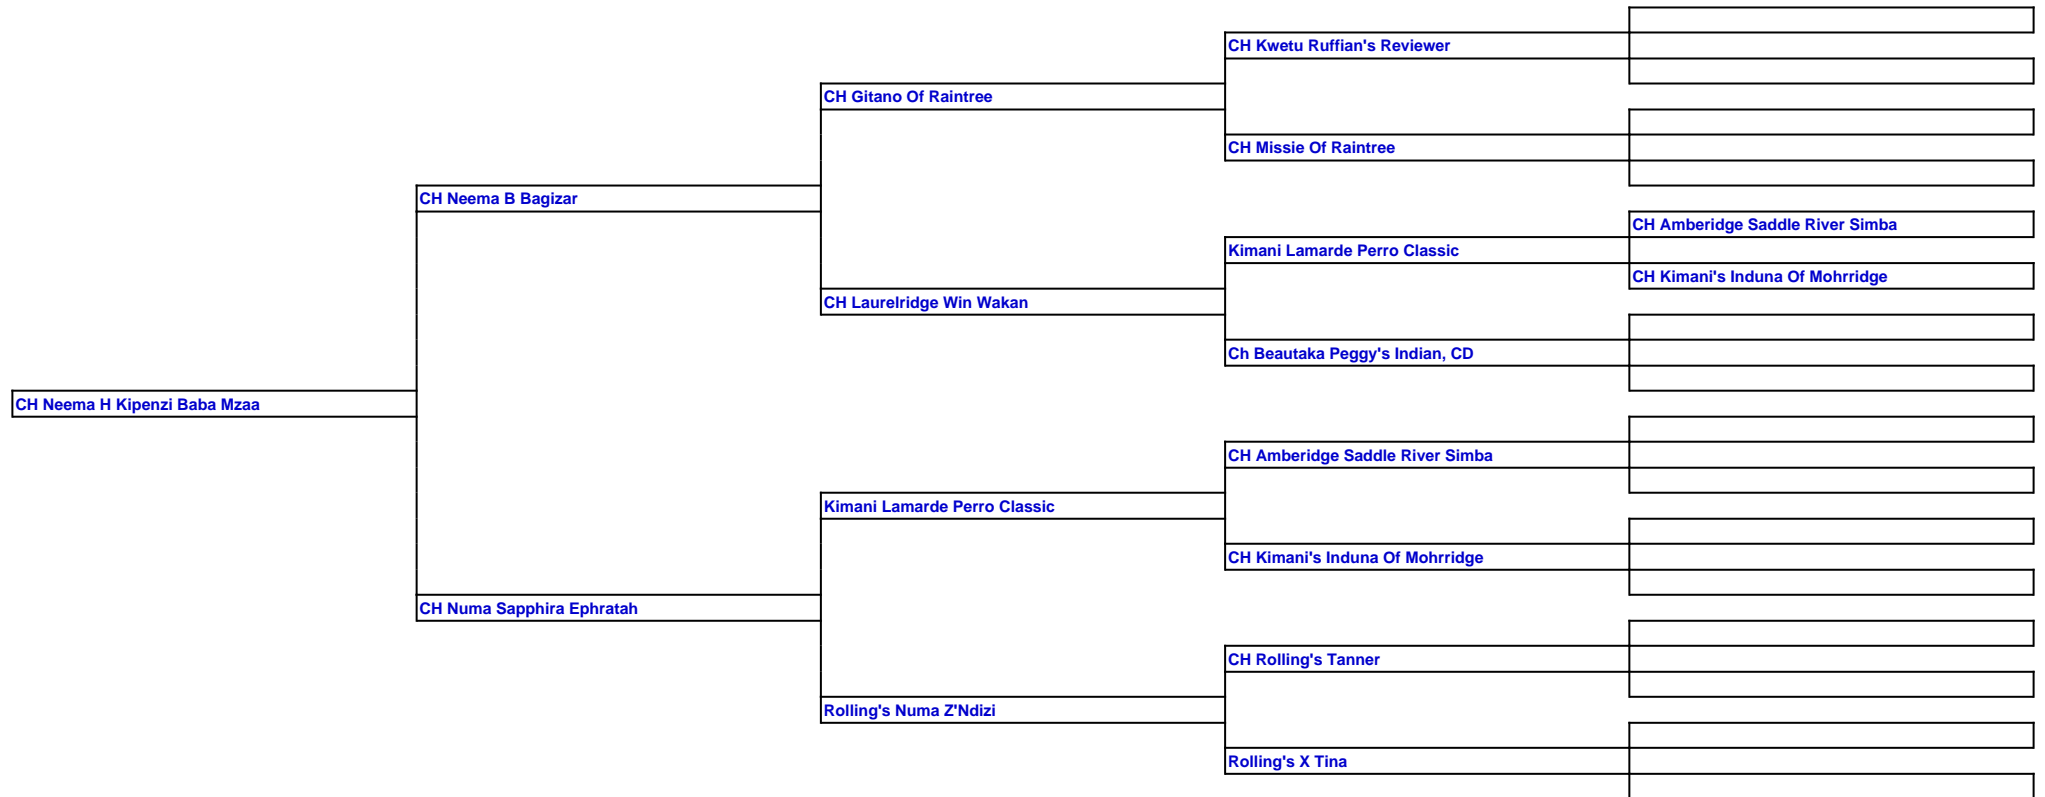 CH Kwetu Ruffian's Reviewer
CH Gitano Of Raintree
CH Missie Of Raintree
CH Neema B Bagizar
CH Amberidge Saddle River Simba
Kimani Lamarde Perro Classic
CH Kimani's Induna Of Mohrridge
CH Laurelridge Win Wakan
Ch Beautaka Peggy's Indian, CD
CH Neema H Kipenzi Baba Mzaa
CH Amberidge Saddle River Simba
Kimani Lamarde Perro Classic
CH Kimani's Induna Of Mohrridge
CH Numa Sapphira Ephratah
CH Rolling's Tanner
Rolling's Numa Z'Ndizi
Rolling's X Tina